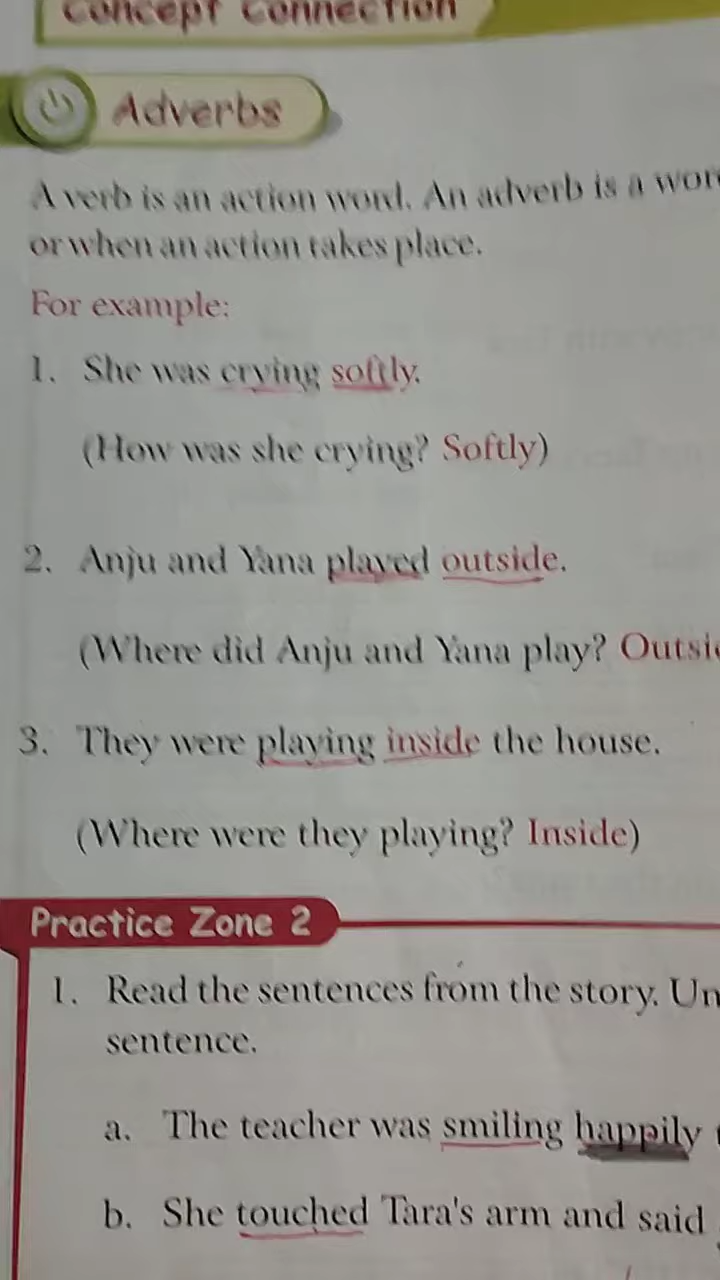 Concept Connection
Adverbs
A verb is an action word. An adverb is a
or when an action takes place.
For example:
1. She was crying softly.
(How was she crying? Softly)
2. Anju and Yana played outside.
(Where did Anju and Yana play?
3. They were playing inside the house.
(Where were they playing? Inside)
Practice Zone 2
1. Read the sentences from the story.
sentence.
a. The teacher was smiling happily
b. She touched Tara's arm and said